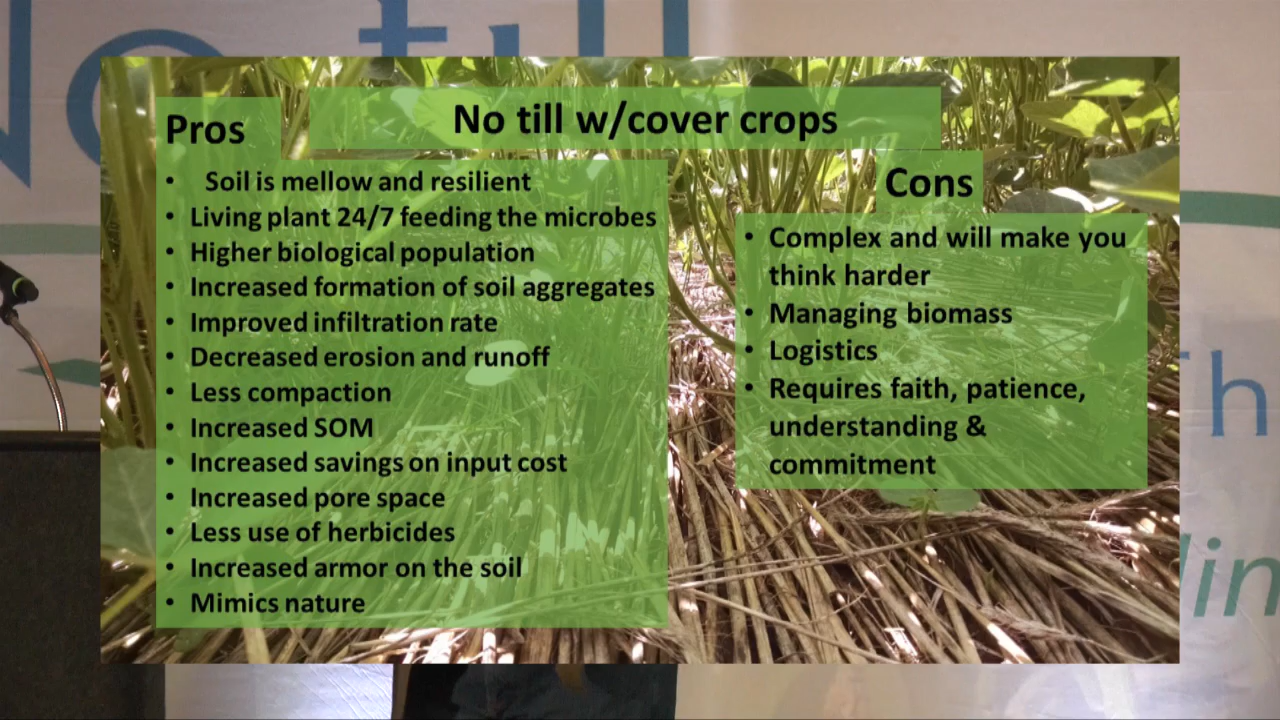 No till
No till w/cover crops
Pros
• Soil is mellow and resilient
• Living plant 24/7 feeding the microbes
• Higher biological population
• Increased formation of soil aggregates
• Improved infiltration rate
• Decreased erosion and runoff
• Less compaction
• Increased SOM
• Increased savings on input cost
• Increased pore space
• Less use of herbicides
• Increased armor on the soil
• Mimics nature
Cons
• Complex and will make you
think harder
• Managing biomass
• Logistics
• Requires faith, patience,
understanding &
commitment